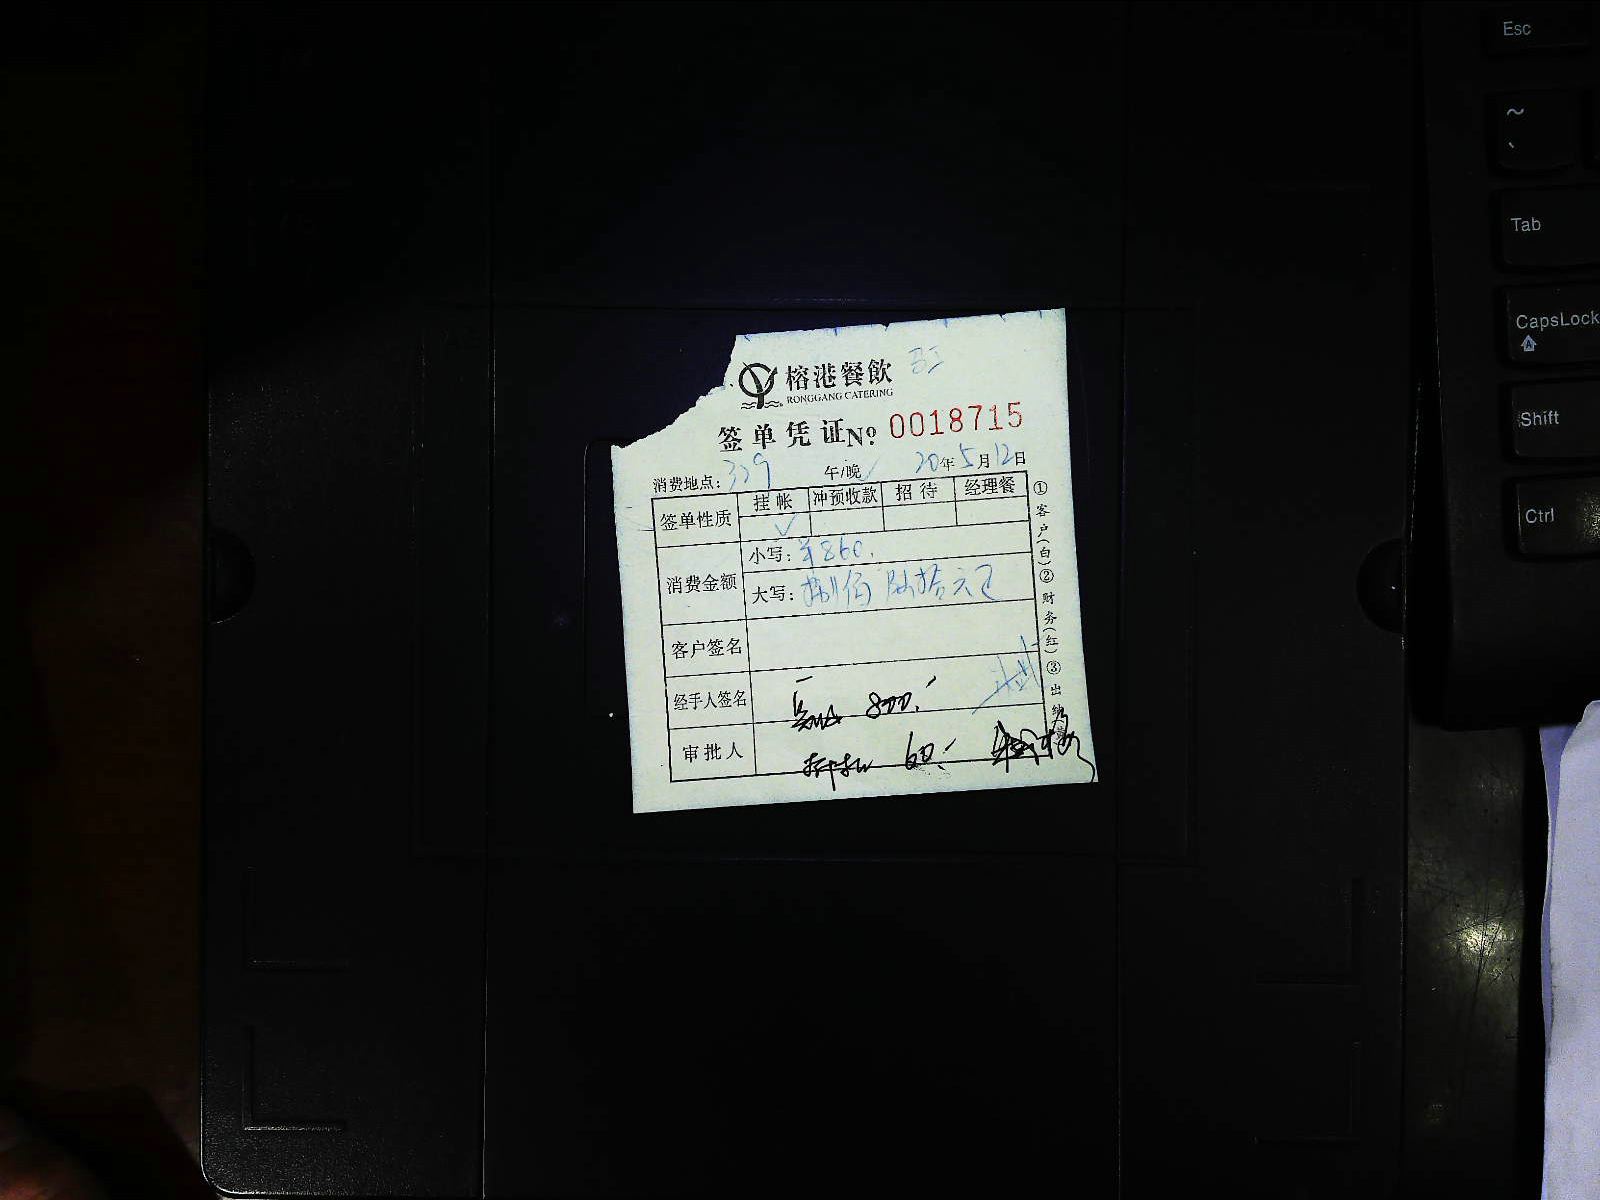 榕港餐飲
RONGGANG CATERING
签单凭证 № 0018715
消费地点: 339 午/晚 20年5月12日
签单性质 挂帐 冲预收款 招待 经理餐
✓
消费金额 小写: ¥860.
大写: 捌佰陆拾元正
客户签名
经手人签名 800.
审批人 60.
①客户(白)②财务(红)③出纳
Esc
~
、
Tab
CapsLock
Shift
Ctrl